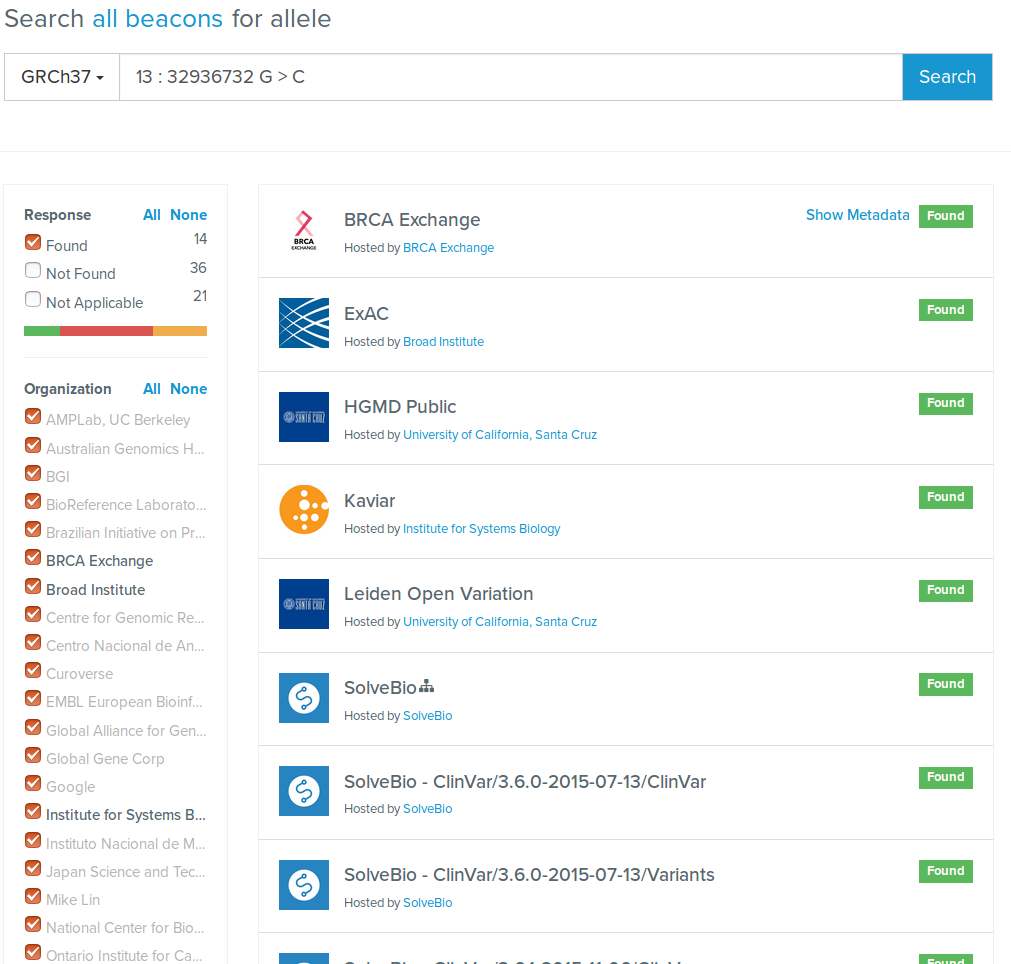 Search all beacons for allele
GRCh37
13 : 32936732 G > C
Search
Response All None
Found 14
Not Found 36
Not Applicable 21
Organization All None
AMPLab, UC Berkeley
Australian Genomics H...
BGI
BioReference Laborato...
Brazilian Initiative on Pr...
BRCA Exchange
Broad Institute
Centre for Genomic Re...
Centro Nacional de An...
Curoverse
EMBL European Bioinf...
Global Alliance for Gen...
Global Gene Corp
Google
Institute for Systems B...
Instituto Nacional de M...
Japan Science and Tec...
Mike Lin
National Center for Bio...
Ontario Institute for Ca...
BRCA
EXCHANGE
BRCA Exchange
Hosted by BRCA Exchange
Show Metadata Found
ExAC
Hosted by Broad Institute
Found
SANTA CRUZ
HGMD Public
Hosted by University of California, Santa Cruz
Found
Kaviar
Hosted by Institute for Systems Biology
Found
SANTA CRUZ
Leiden Open Variation
Hosted by University of California, Santa Cruz
Found
SolveBio
Hosted by SolveBio
Found
SolveBio - ClinVar/3.6.0-2015-07-13/ClinVar
Hosted by SolveBio
Found
SolveBio - ClinVar/3.6.0-2015-07-13/Variants
Hosted by SolveBio
Found
Found